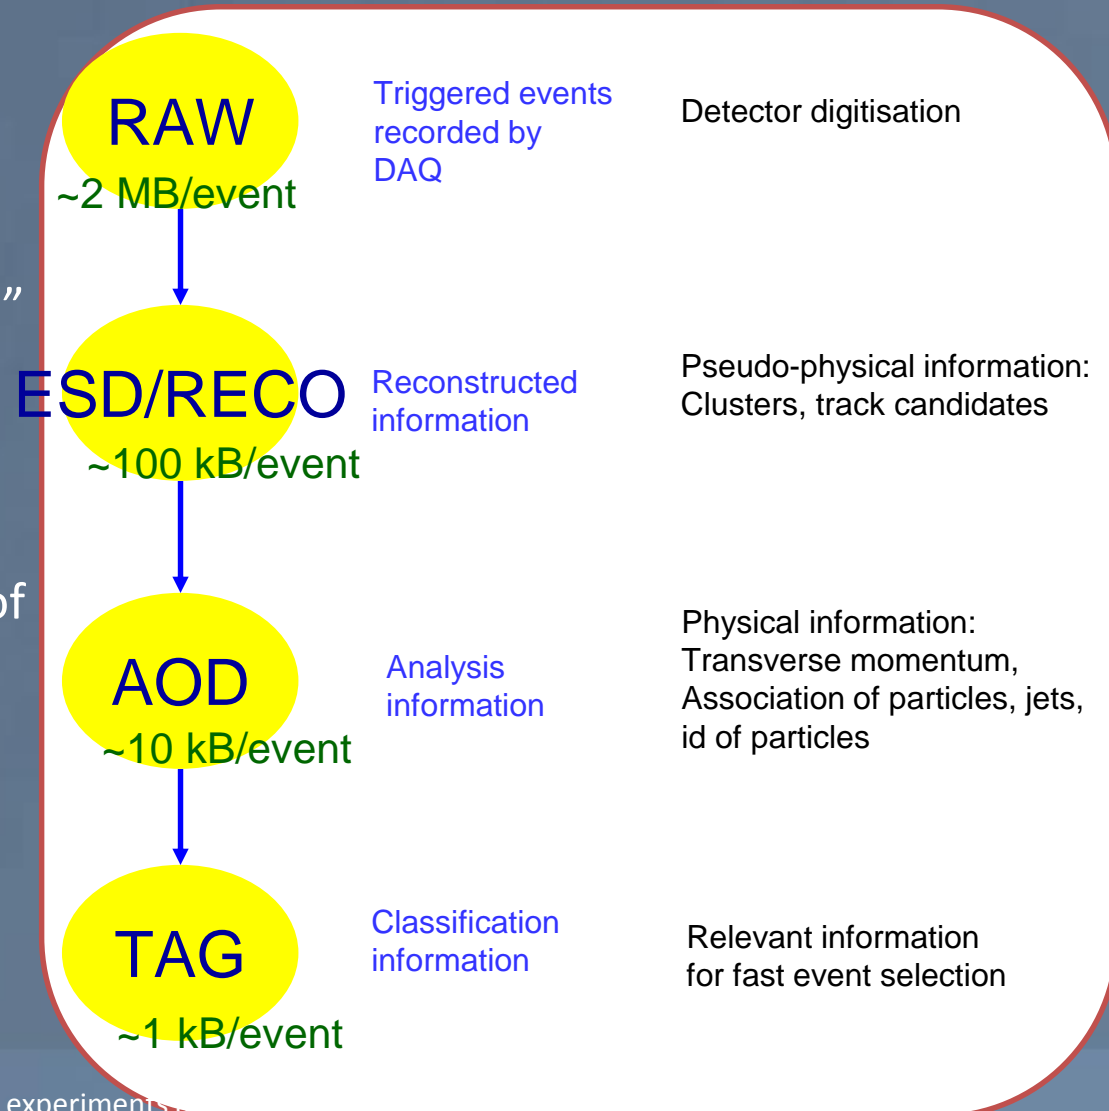 RAW
~2 MB/event
Triggered events
recorded by
DAQ
Detector digitisation
”
ESD/RECO
~100 kB/event
Reconstructed
information
Pseudo-physical information:
Clusters, track candidates
of
AOD
~10 kB/event
Analysis
information
Physical information:
Transverse momentum,
Association of particles, jets,
id of particles
TAG
~1 kB/event
Classification
information
Relevant information
for fast event selection
experiments